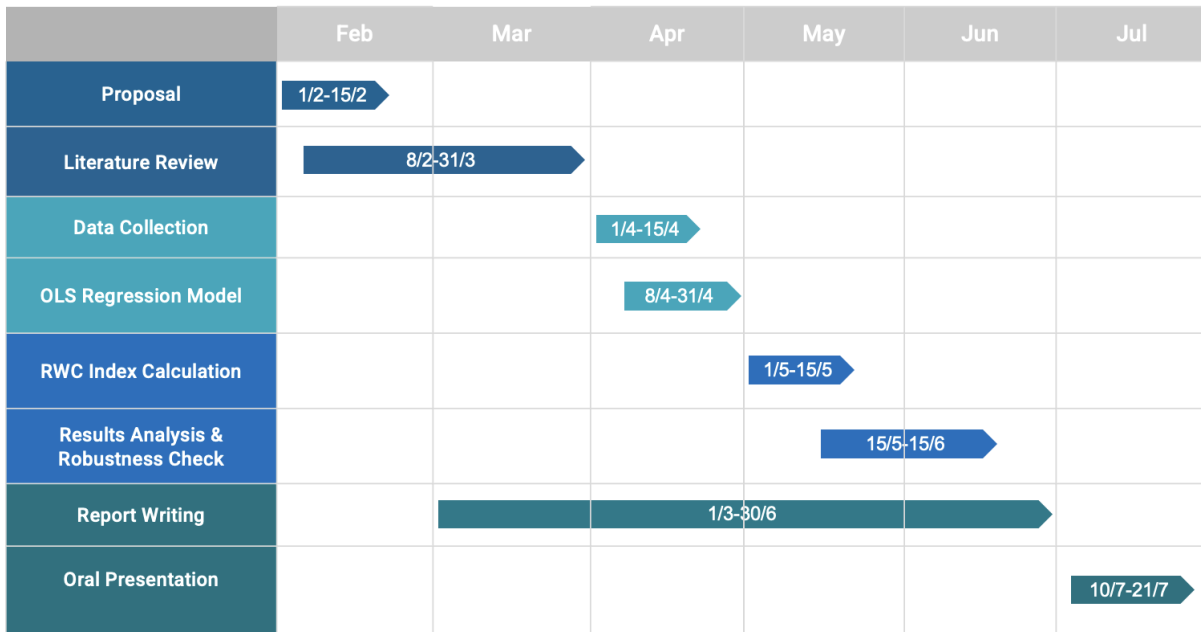 Feb Mar Apr May Jun Jul
Proposal 1/2-15/2
Literature Review 8/2-31/3
Data Collection 1/4-15/4
OLS Regression Model 8/4-31/4
RWC Index Calculation 1/5-15/5
Results Analysis &
Robustness Check 15/5-15/6
Report Writing 1/3-30/6
Oral Presentation 10/7-21/7